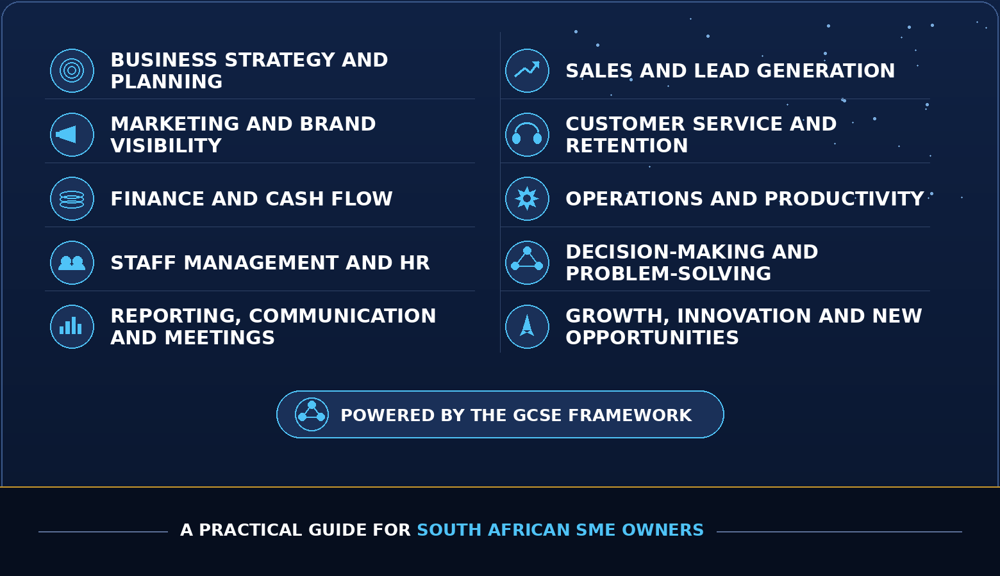 BUSINESS STRATEGY AND
PLANNING
MARKETING AND BRAND
VISIBILITY
FINANCE AND CASH FLOW
STAFF MANAGEMENT AND HR
REPORTING, COMMUNICATION
AND MEETINGS
SALES AND LEAD GENERATION
CUSTOMER SERVICE AND
RETENTION
OPERATIONS AND PRODUCTIVITY
DECISION-MAKING AND
PROBLEM-SOLVING
GROWTH, INNOVATION AND NEW
OPPORTUNITIES
POWERED BY THE GCSE FRAMEWORK
A PRACTICAL GUIDE FOR SOUTH AFRICAN SME OWNERS